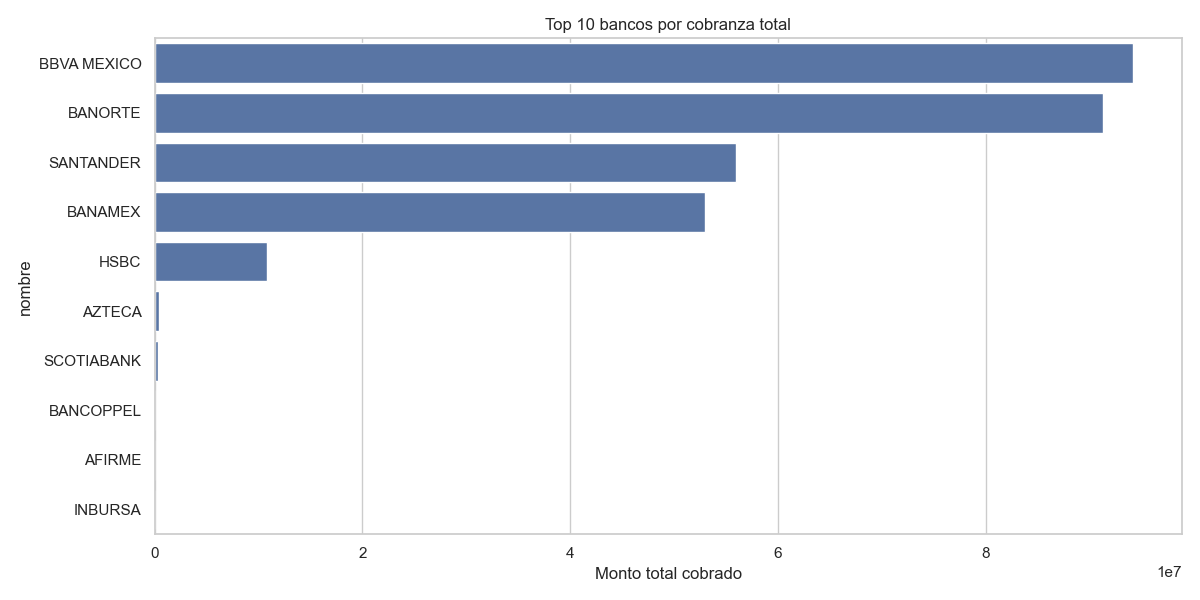 Top 10 bancos por cobranza total
BBVA MEXICO
BANORTE
SANTANDER
BANAMEX
HSBC
AZTECA
SCOTIABANK
BANCOPPEL
AFIRME
INBURSA
nombre
0 2 4 6 8
1e7
Monto total cobrado